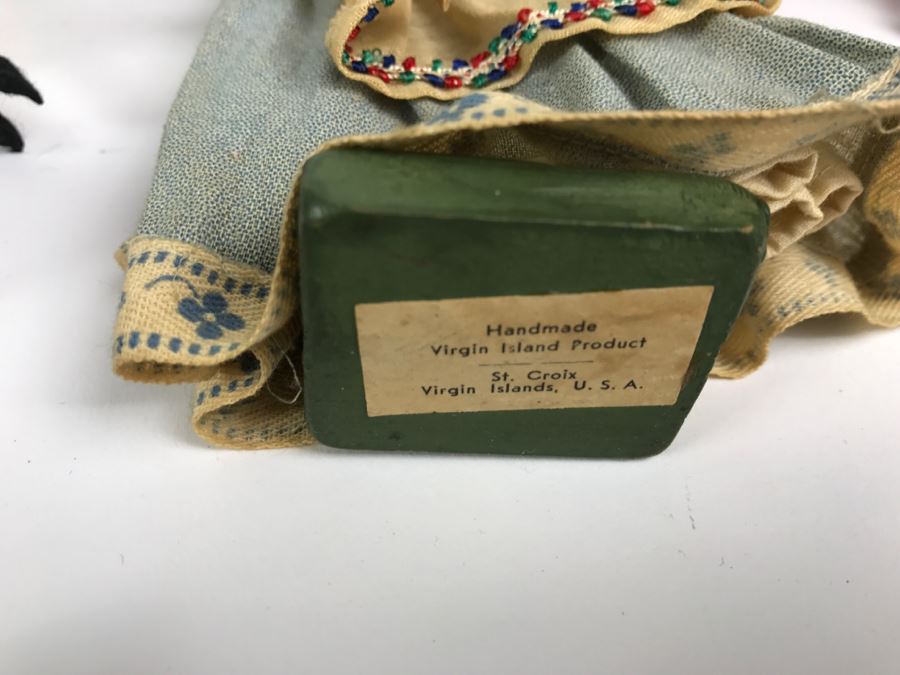 Handmade
Virgin Island Product
St. Croix
Virgin Islands, U. S. A.